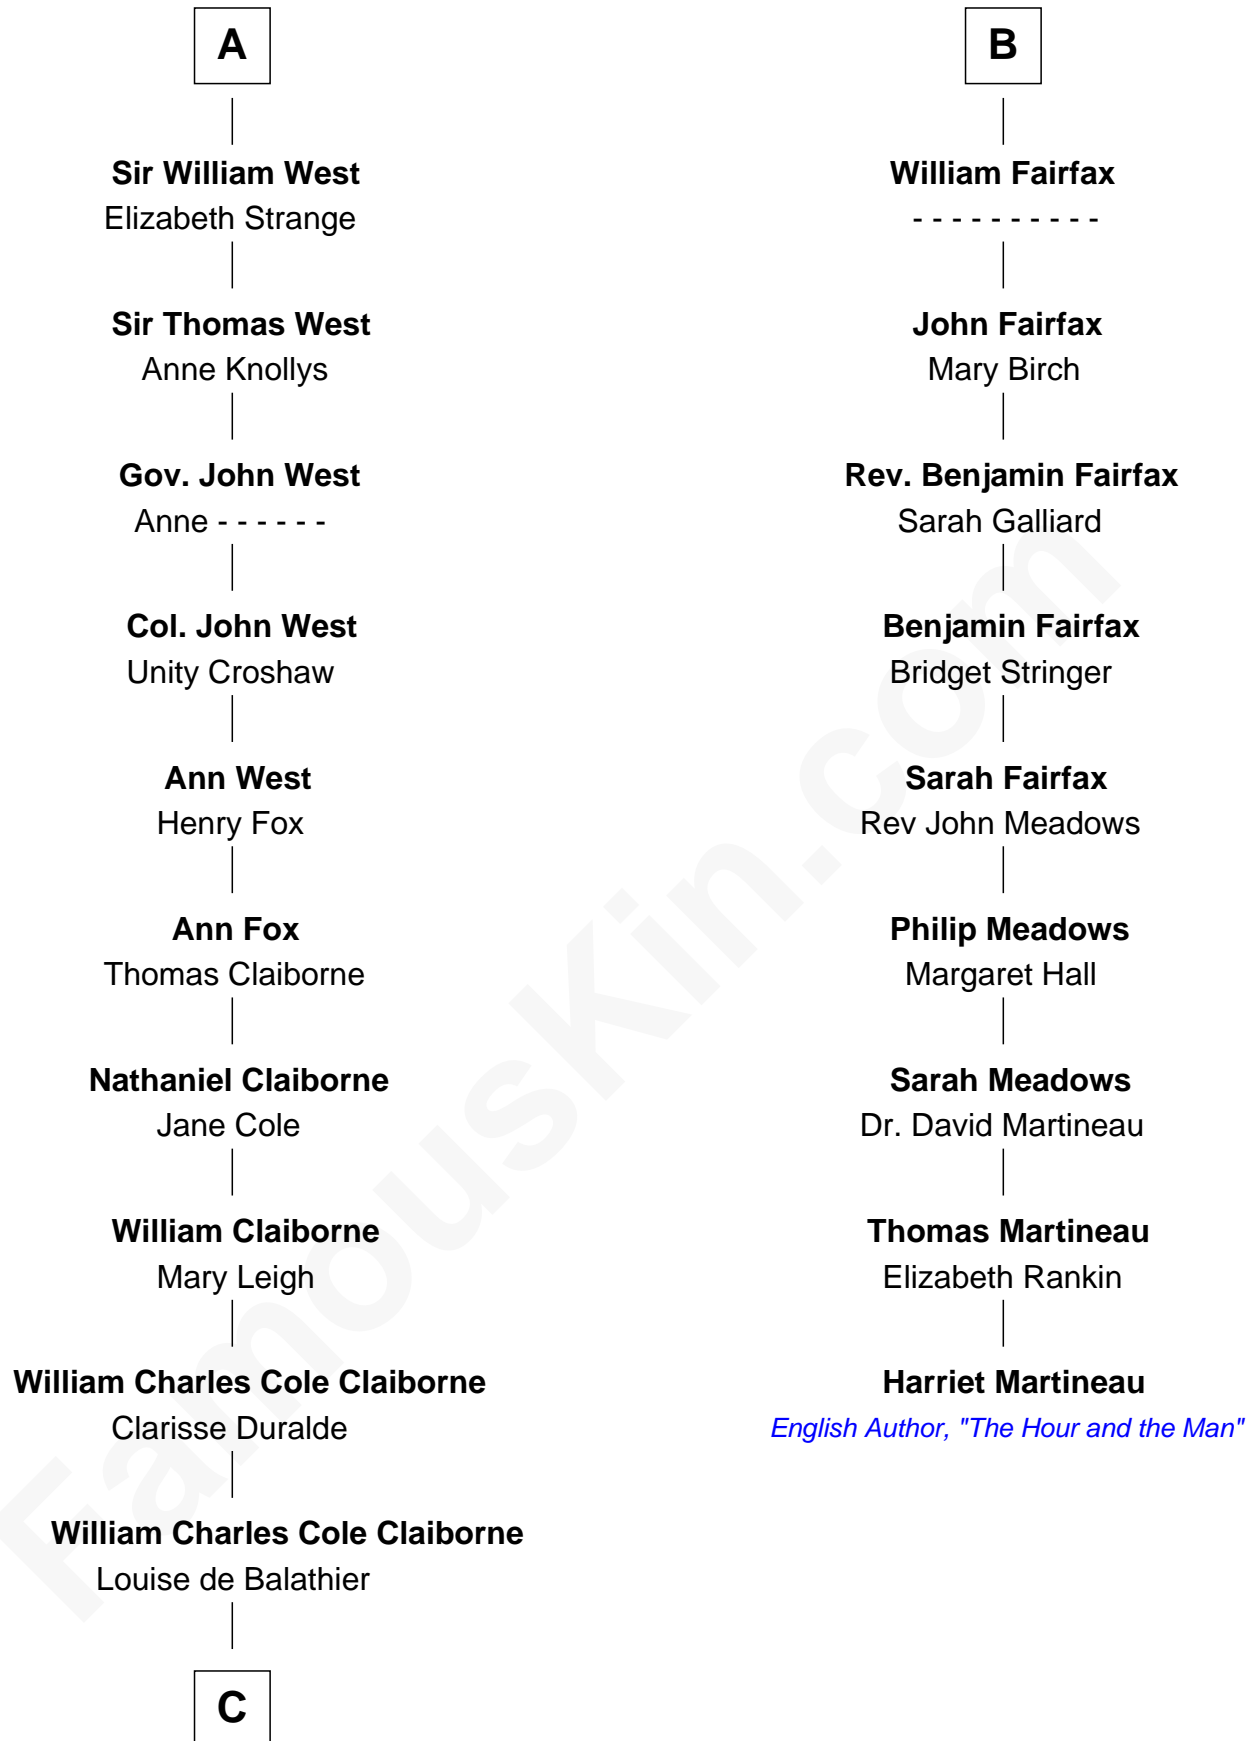 A
Sir William West
Elizabeth Strange
Sir Thomas West
Anne Knollys
Gov. John West
Anne - - - - - -
Col. John West
Unity Croshaw
Ann West
Henry Fox
Ann Fox
Thomas Claiborne
Nathaniel Claiborne
Jane Cole
William Claiborne
Mary Leigh
William Charles Cole Claiborne
Clarisse Duralde
William Charles Cole Claiborne
Louise de Balathier
C
B
William Fairfax
- - - - - - - - - -
John Fairfax
Mary Birch
Rev. Benjamin Fairfax
Sarah Galliard
Benjamin Fairfax
Bridget Stringer
Sarah Fairfax
Rev John Meadows
Philip Meadows
Margaret Hall
Sarah Meadows
Dr. David Martineau
Thomas Martineau
Elizabeth Rankin
Harriet Martineau
English Author, "The Hour and the Man"
FamousKin.com